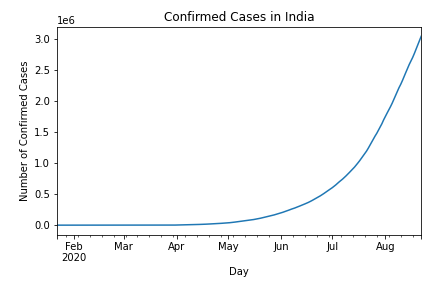 Confirmed Cases in India
1e6
3.0
2.5
2.0
1.5
1.0
0.5
0.0
Number of Confirmed Cases
Feb Mar Apr May Jun Jul Aug
2020
Day